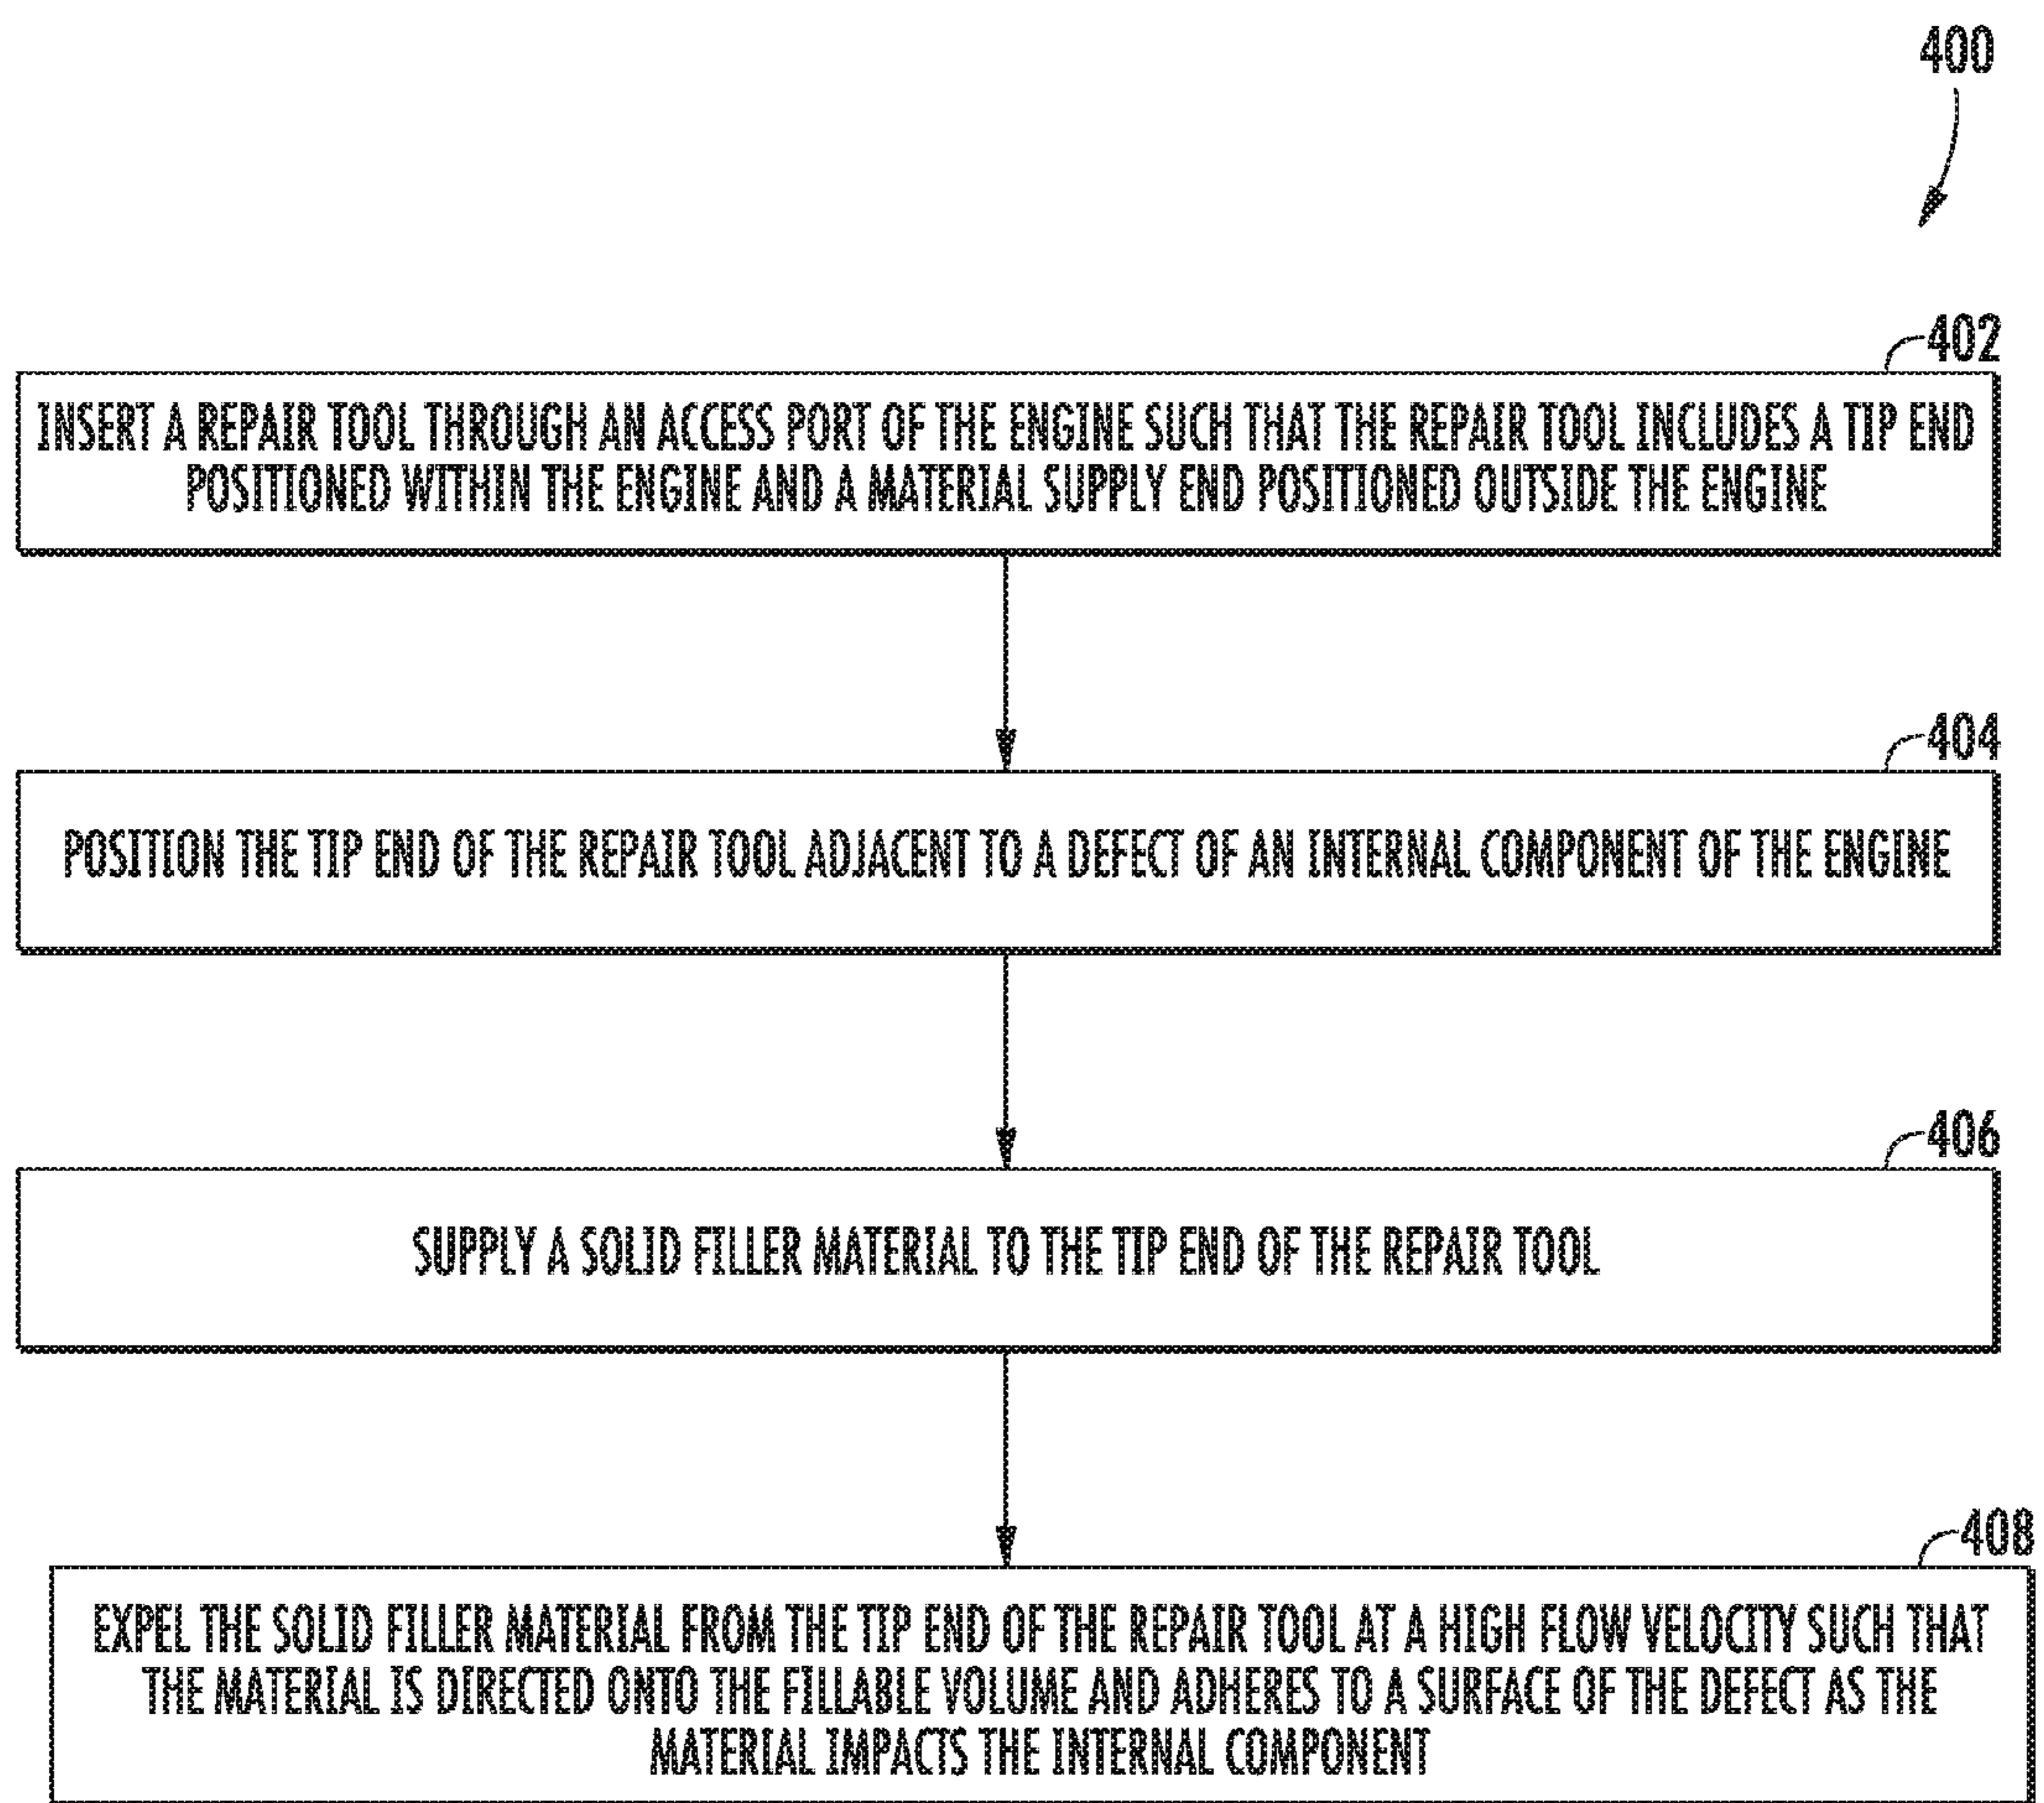 400
402
INSERT A REPAIR TOOL THROUGH AN ACCESS PORT OF THE ENGINE SUCH THAT THE REPAIR TOOL INCLUDES A TIP END
POSITIONED WITHIN THE ENGINE AND A MATERIAL SUPPLY END POSITIONED OUTSIDE THE ENGINE
404
POSITION THE TIP END OF THE REPAIR TOOL ADJACENT TO A DEFECT OF AN INTERNAL COMPONENT OF THE ENGINE
406
SUPPLY A SOLID FILLER MATERIAL TO THE TIP END OF THE REPAIR TOOL
408
EXPEL THE SOLID FILLER MATERIAL FROM THE TIP END OF THE REPAIR TOOL AT A HIGH FLOW VELOCITY SUCH THAT
THE MATERIAL IS DIRECTED ONTO THE FILLABLE VOLUME AND ADHERES TO A SURFACE OF THE DEFECT AS THE
MATERIAL IMPACTS THE INTERNAL COMPONENT